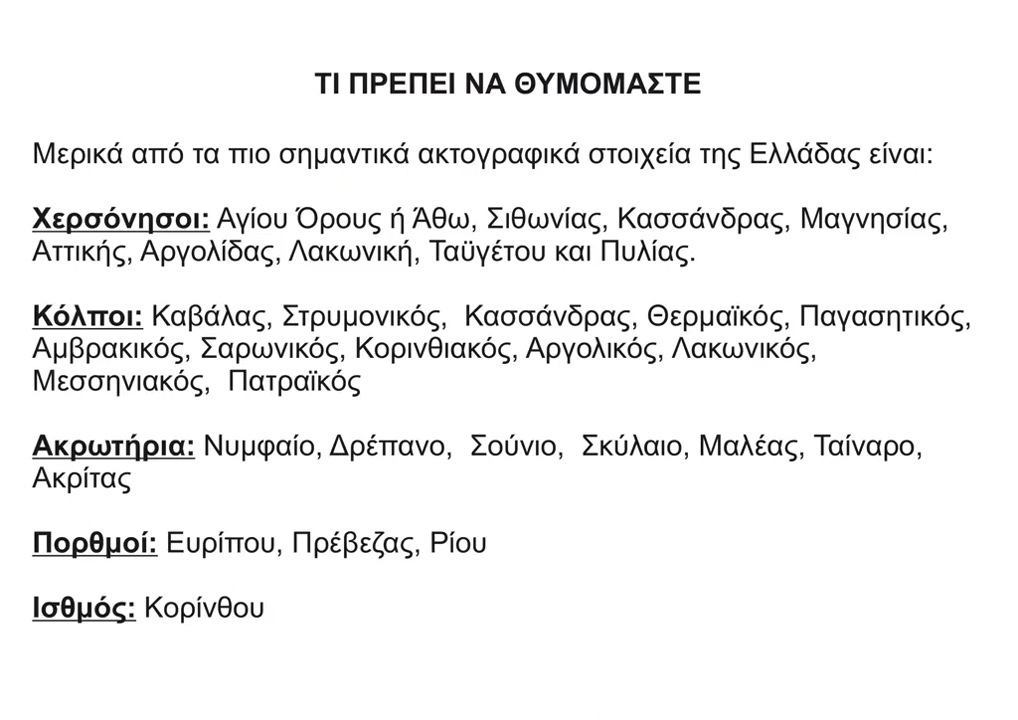 ΤΙ ΠΡΕΠΕΙ ΝΑ ΘΥΜΟΜΑΣΤΕ
Μερικά από τα πιο σημαντικά ακτογραφικά στοιχεία της Ελλάδας είναι:
Χερσόνησοι: Αγίου Όρους ή Άθω, Σιθωνίας, Κασσάνδρας, Μαγνησίας,
Αττικής, Αργολίδας, Λακωνική, Ταϋγέτου και Πυλίας.
Κόλποι: Καβάλας, Στρυμονικός, Κασσάνδρας, Θερμαϊκός, Παγασητικός,
Αμβρακικός, Σαρωνικός, Κορινθιακός, Αργολικός, Λακωνικός,
Μεσσηνιακός, Πατραϊκός
Ακρωτήρια: Νυμφαίο, Δρέπανο, Σούνιο, Σκύλαιο, Μαλέας, Ταίναρο,
Ακρίτας
Πορθμοί: Ευρίπου, Πρέβεζας, Ρίου
Ισθμός: Κορίνθου